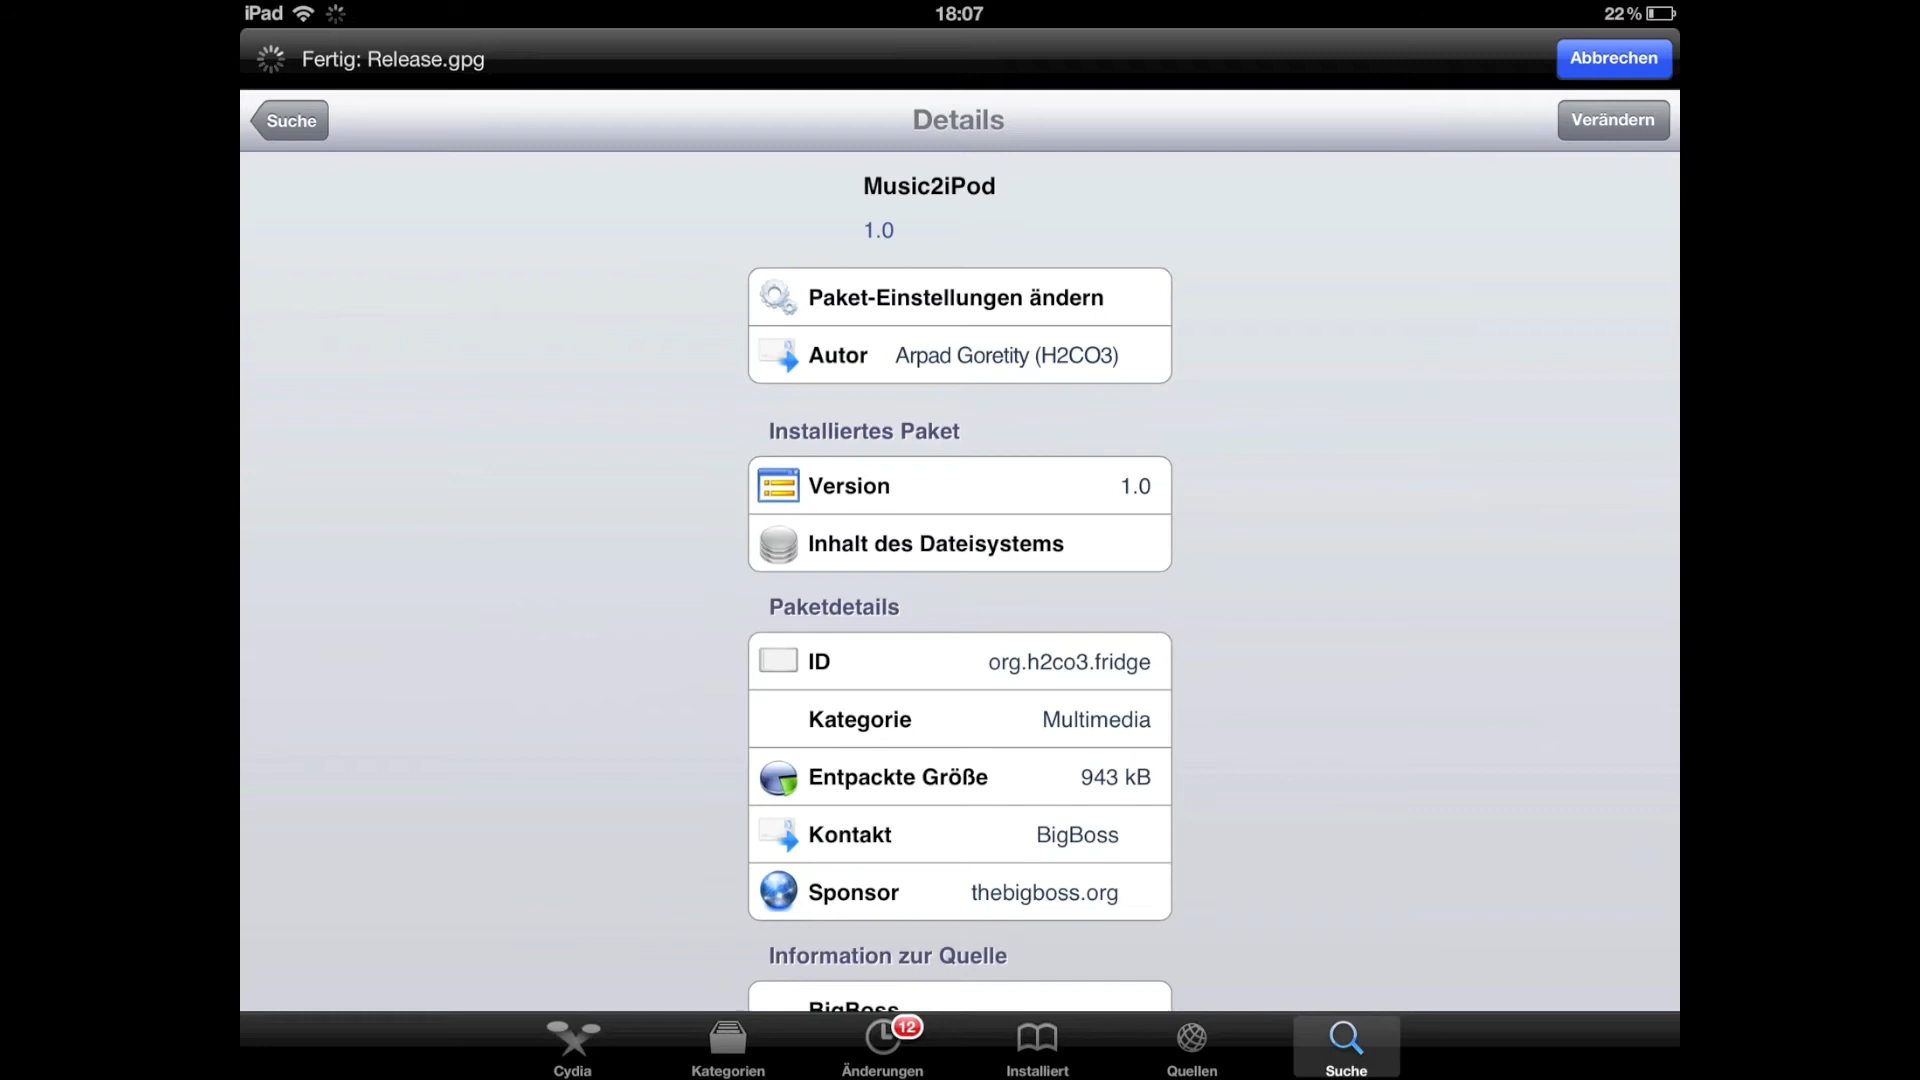 iPad 18:07 22 %
Fertig: Release.gpg Abbrechen
Suche Details Verändern
Music2iPod
1.0
Paket-Einstellungen ändern
Autor Arpad Goretity (H2CO3)
Installiertes Paket
Version 1.0
Inhalt des Dateisystems
Paketdetails
ID org.h2co3.fridge
Kategorie Multimedia
Entpackte Größe 943 kB
Kontakt BigBoss
Sponsor thebigboss.org
Information zur Quelle
BigBoss
12
Cydia Kategorien Änderungen Installiert Quellen Suche